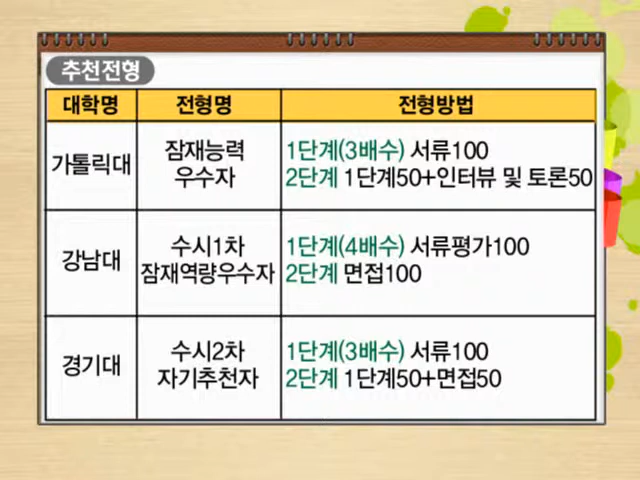 추천전형
대학명 전형명 전형방법
가톨릭대
잠재능력
우수자
1단계(3배수) 서류100
2단계 1단계50+인터뷰 및 토론50
강남대
수시1차
잠재역량우수자
1단계(4배수) 서류평가100
2단계 면접100
경기대
수시2차
자기추천자
1단계(3배수) 서류100
2단계 1단계50+면접50